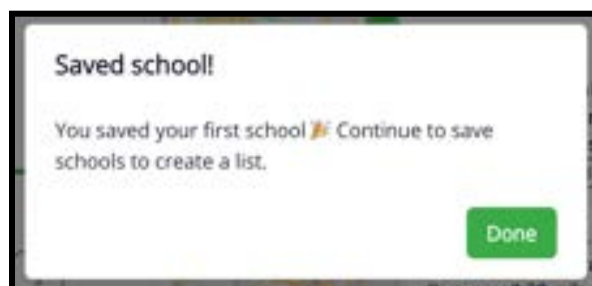 Saved school!
You saved your first school🎉 Continue to save
schools to create a list.
Done